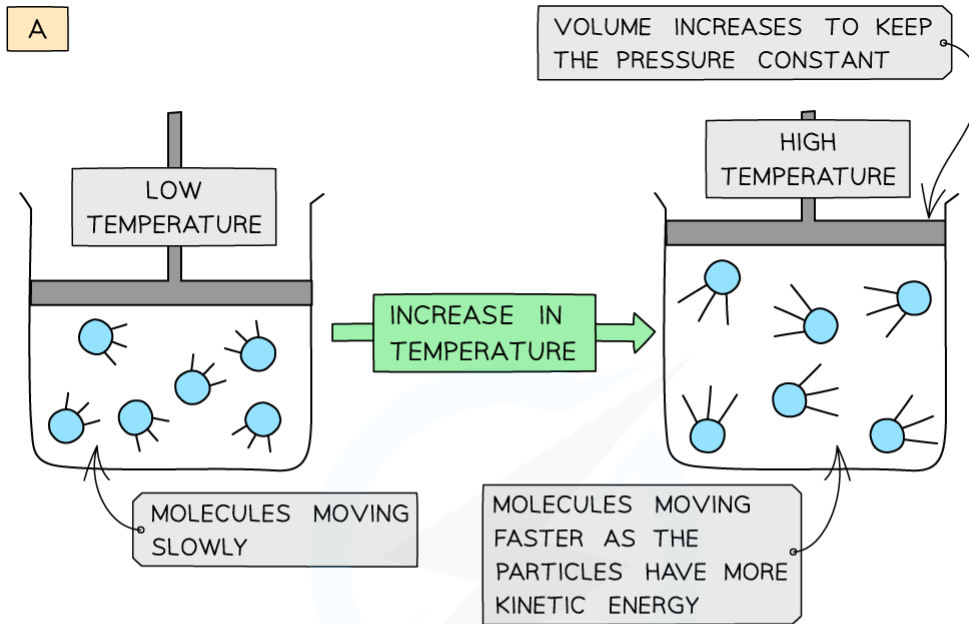 A
VOLUME INCREASES TO KEEP
THE PRESSURE CONSTANT
LOW
TEMPERATURE
HIGH
TEMPERATURE
INCREASE IN
TEMPERATURE
MOLECULES MOVING
SLOWLY
MOLECULES MOVING
FASTER AS THE
PARTICLES HAVE MORE
KINETIC ENERGY